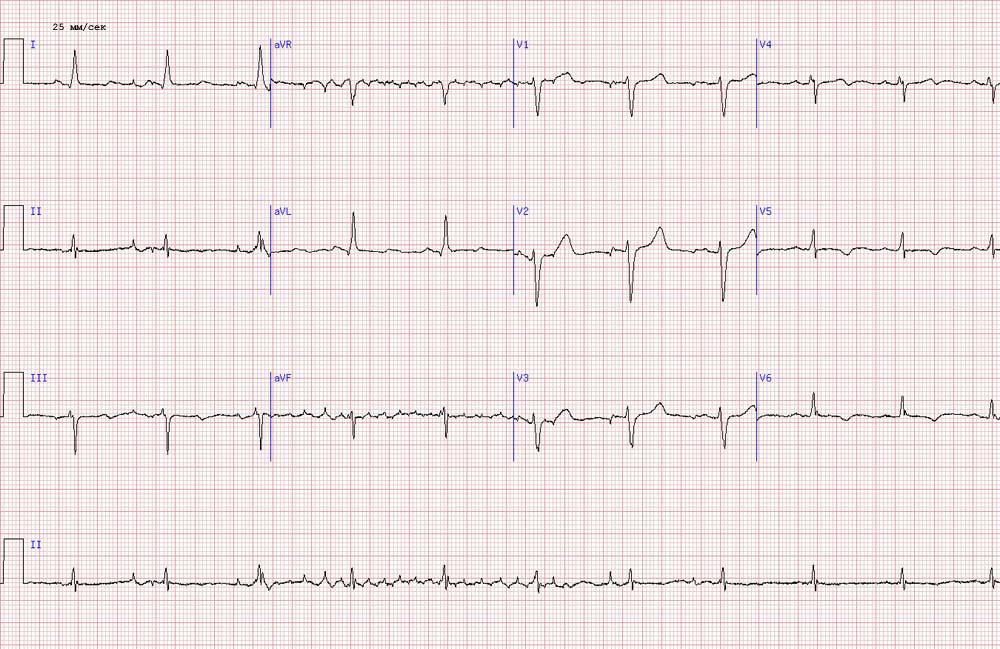 25 мм/сек
I aVR V1 V4
II aVL V2 V5
III aVF V3 V6
II